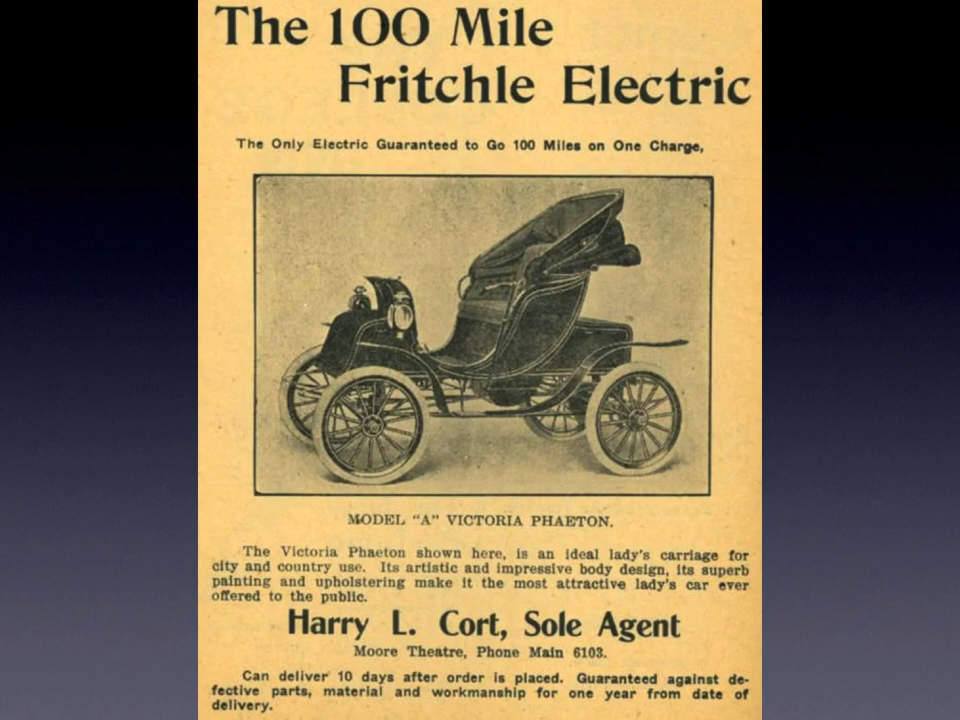 The 100 Mile
Fritchle Electric
The Only Electric Guaranteed to Go 100 Miles on One Charge,
MODEL "A" VICTORIA PHAETON.
The Victoria Phaeton shown here, is an ideal lady's carriage for
city and country use. Its artistic and impressive body design, its superb
painting and upholstering make it the most attractive lady's car ever
offered to the public.
Harry L. Cort, Sole Agent
Moore Theatre, Phone Main 6103.
Can deliver 10 days after order is placed. Guaranteed against de-
fective parts, material and workmanship for one year from date of
delivery.